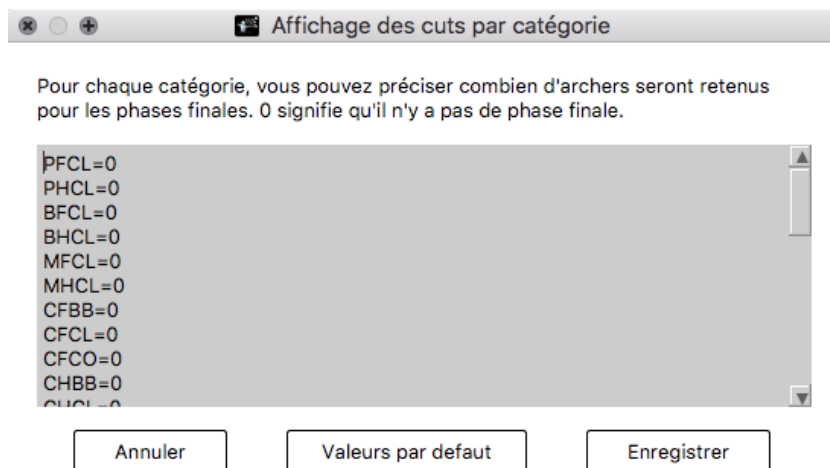 Affichage des cuts par catégorie
Pour chaque catégorie, vous pouvez préciser combien d'archers seront retenus
pour les phases finales. 0 signifie qu'il n'y a pas de phase finale.
PFCL=0
PHCL=0
BFCL=0
BHCL=0
MFCL=0
MHCL=0
CFBB=0
CFCL=0
CFCO=0
CHBB=0
CHCL=0
Annuler
Valeurs par defaut
Enregistrer